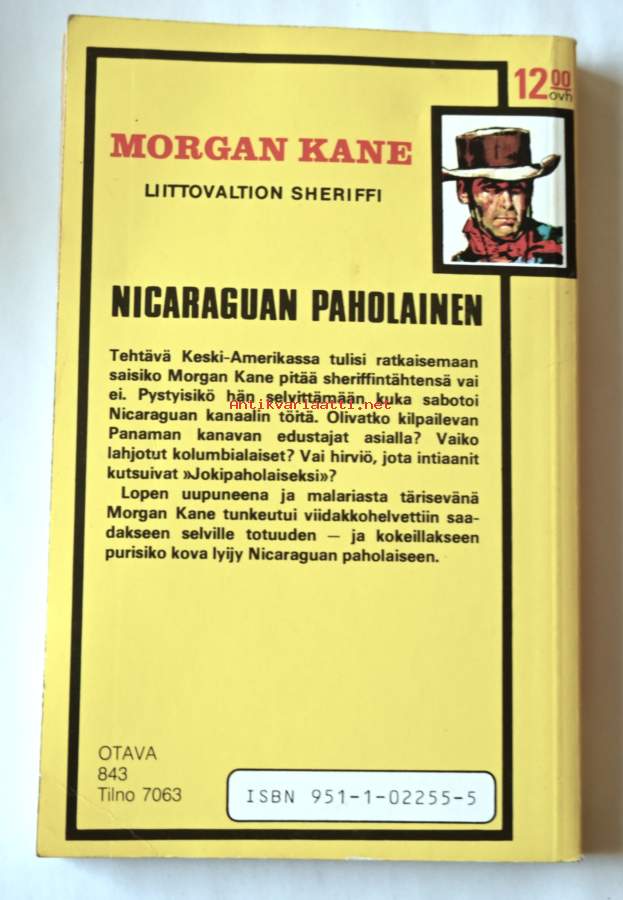 12 00
ovh
MORGAN KANE
LIITTOVALTION SHERIFFI
NICARAGUAN PAHOLAINEN
Tehtävä Keski-Amerikassa tulisi ratkaisemaan
saisiko Morgan Kane pitää sheriffintähtensä vai
ei. Pystyisikö hän selvittämään kuka sabotoi
Antikvariaatti.net
Nicaraguan kanaalin töitä. Olivatko kilpailevan
Panaman kanavan edustajat asialla? Vaiko
lahjotut kolumbialaiset? Vai hirviö, jota intiaanit
kutsuivat »Jokipaholaiseksi»?
Lopen uupuneena ja malariasta tärisevänä
Morgan Kane tunkeutui viidakkohelvettiin saa-
dakseen selville totuuden — ja kokeillakseen
purisiko kova lyijy Nicaraguan paholaiseen.
OTAVA
843
Tilno 7063
ISBN 951-1-02255-5